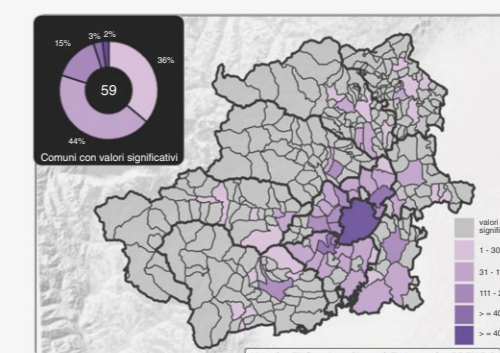 15%
3%
2%
36%
59
44%
Comuni con valori significativi
valori
signifi
1 - 30
31 - 1
111 - 2
> = 40
> = 40